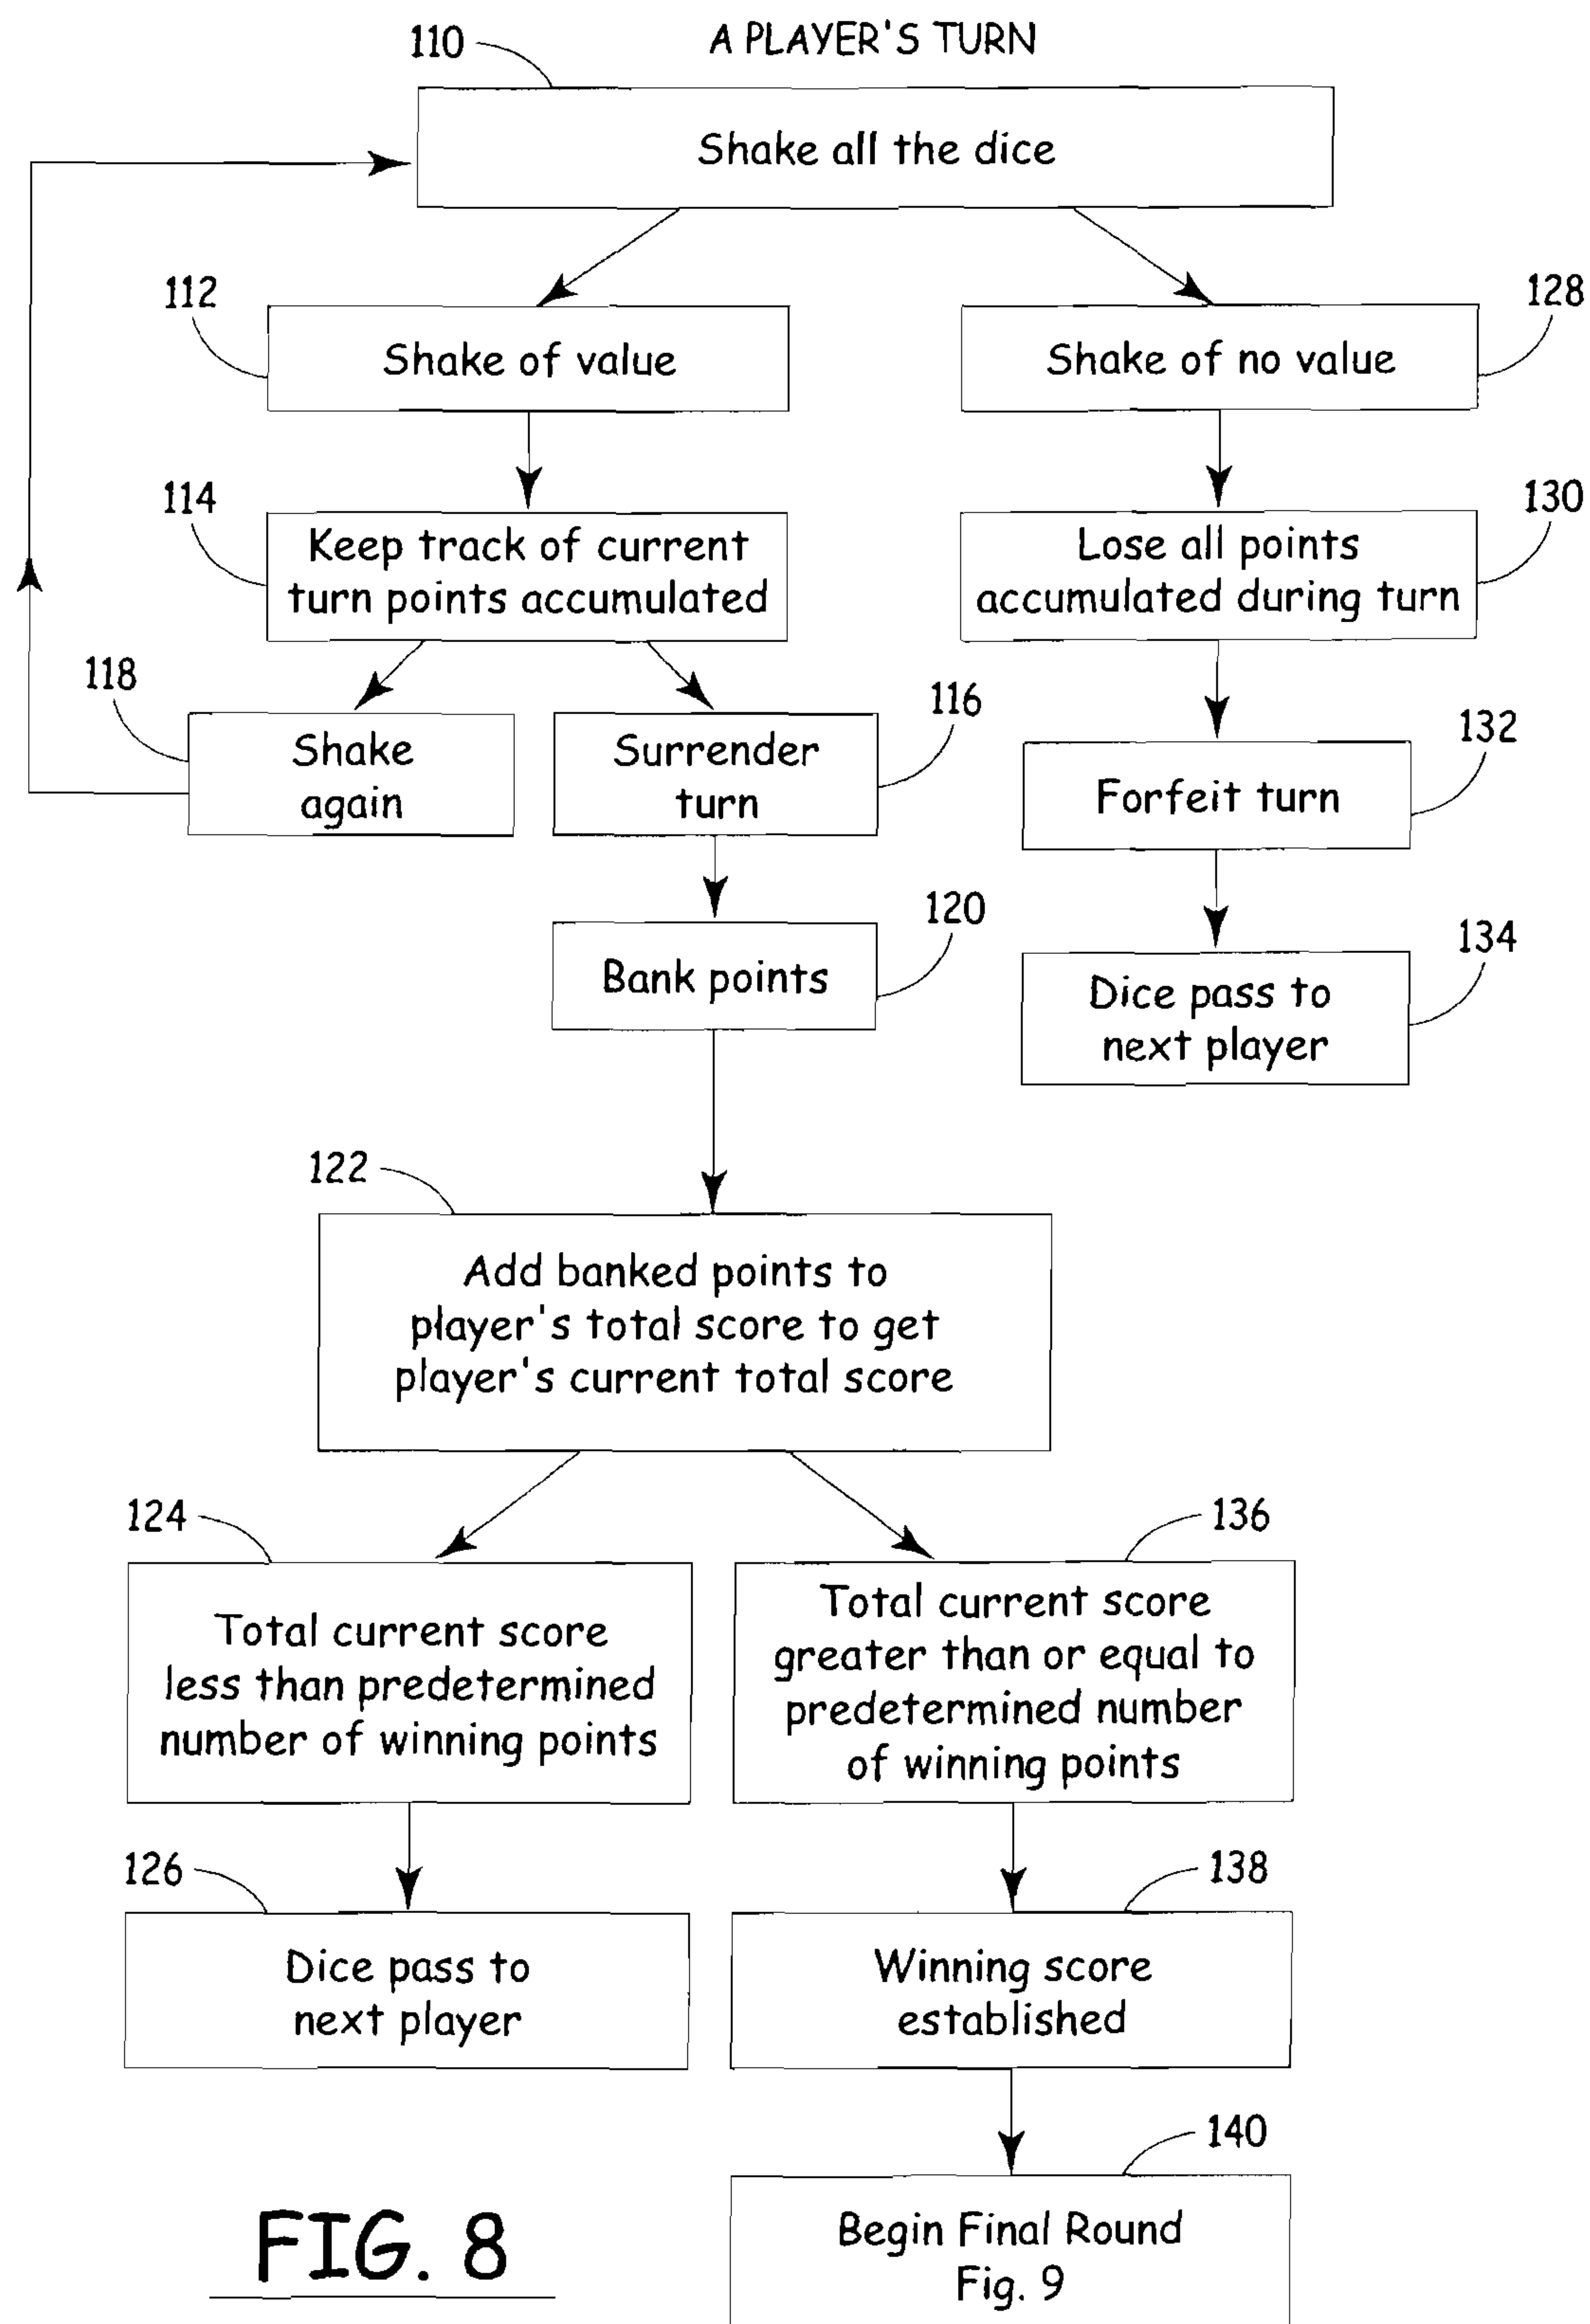 A PLAYER'S TURN
110
Shake all the dice
112
Shake of value
128
Shake of no value
114
Keep track of current
turn points accumulated
130
Lose all points
accumulated during turn
118
Shake
again
116
Surrender
turn
132
Forfeit turn
120
Bank points
134
Dice pass to
next player
122
Add banked points to
player's total score to get
player's current total score
124
Total current score
less than predetermined
number of winning points
136
Total current score
greater than or equal to
predetermined number
of winning points
126
Dice pass to
next player
138
Winning score
established
140
Begin Final Round
Fig. 9
FIG. 8